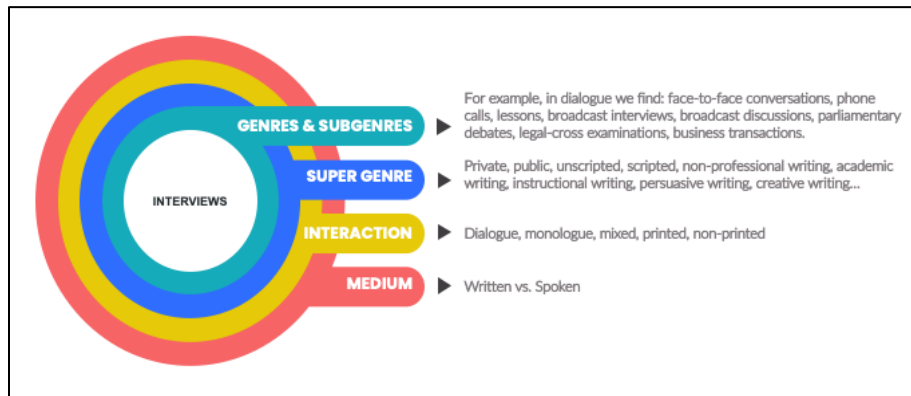 For example, in dialogue we find: face-to-face conversations, phone
calls, lessons, broadcast interviews, broadcast discussions, parliamentary
debates, legal-cross examinations, business transactions.
GENRES & SUBGENRES
Private, public, unscripted, scripted, non-professional writing, academic
writing, instructional writing, persuasive writing, creative writing...
SUPER GENRE
INTERVIEWS
INTERACTION
Dialogue, monologue, mixed, printed, non-printed
MEDIUM
Written vs. Spoken